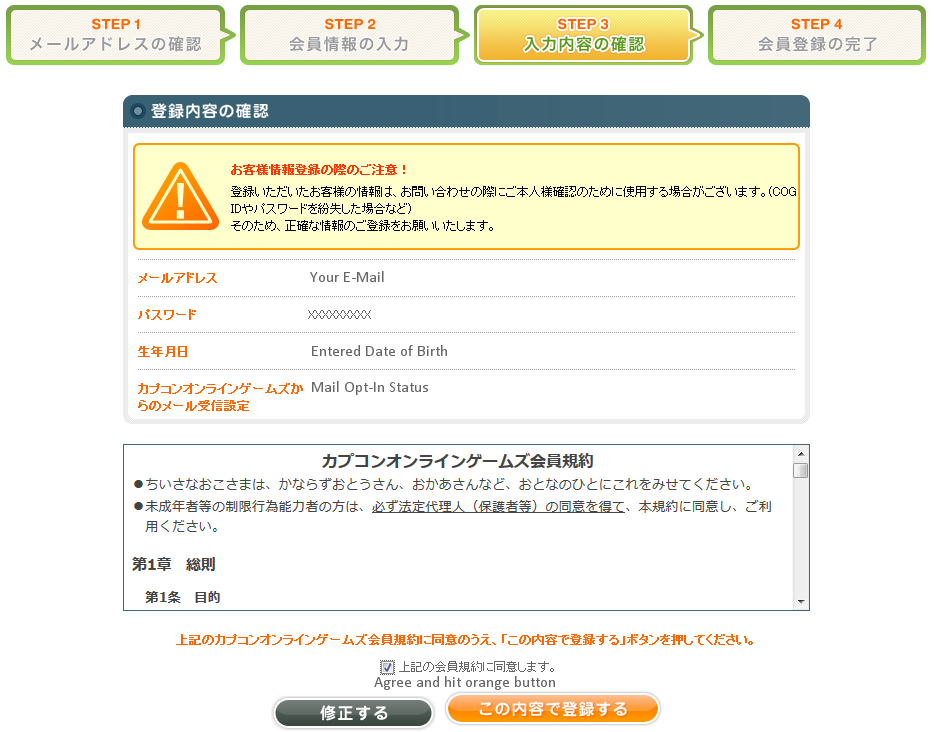 STEP 1
メールアドレスの確認
STEP 2
会員情報の入力
STEP 3
入力内容の確認
STEP 4
会員登録の完了
登録内容の確認
お客様情報登録の際のご注意！
登録いただいたお客様の情報は、お問い合わせの際にご本人様確認のために使用する場合がございます。(COG
IDやパスワードを紛失した場合など)
そのため、正確な情報のご登録をお願いいたします。
メールアドレス
Your E-Mail
パスワード
XXXXXXXXX
生年月日
Entered Date of Birth
カプコンオンラインゲームズか
らのメール受信設定
Mail Opt-In Status
カプコンオンラインゲームズ会員規約
●ちいさなおこさまは、かならずおとうさん、おかあさんなど、おとなのひとにこれをみせてください。
●未成年者等の制限行為能力者の方は、必ず法定代理人（保護者等）の同意を得て、本規約に同意し、ご利
用ください。
第1章　総則
第1条　目的
上記のカプコンオンラインゲームズ会員規約に同意のうえ、「この内容で登録する」ボタンを押してください。
上記の会員規約に同意します。
Agree and hit orange button
修正する
この内容で登録する